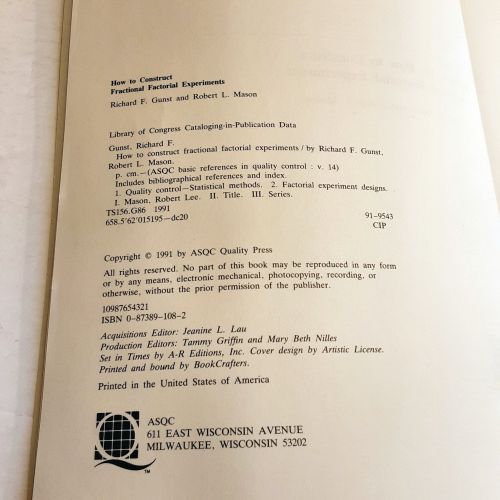 How to Construct
Fractional Factorial Experiments
Richard F. Gunst and Robert L. Mason
Library of Congress Cataloging-in-Publication Data
Gunst, Richard F.
How to construct fractional factorial experiments / by Richard F. Gunst,
Robert L. Mason.
p. cm.—(ASQC basic references in quality control : v. 14)
Includes bibliographical references and index.
1. Quality control—Statistical methods. 2. Factorial experiment designs.
I. Mason, Robert Lee. II. Title. III. Series.
TS156.G86 1991
658.5'62'015195—dc20 91-9543
CIP
Copyright © 1991 by ASQC Quality Press
All rights reserved. No part of this book may be reproduced in any form
or by any means, electronic, mechanical, photocopying, recording, or
otherwise, without the prior permission of the publisher.
10987654321
ISBN 0-87389-108-2
Acquisitions Editor: Jeanine L. Lau
Production Editors: Tammy Griffin and Mary Beth Nilles
Set in Times by A-R Editions, Inc. Cover design by Artistic License.
Printed and bound by BookCrafters.
Printed in the United States of America
ASQC
611 EAST WISCONSIN AVENUE
MILWAUKEE, WISCONSIN 53202
TM